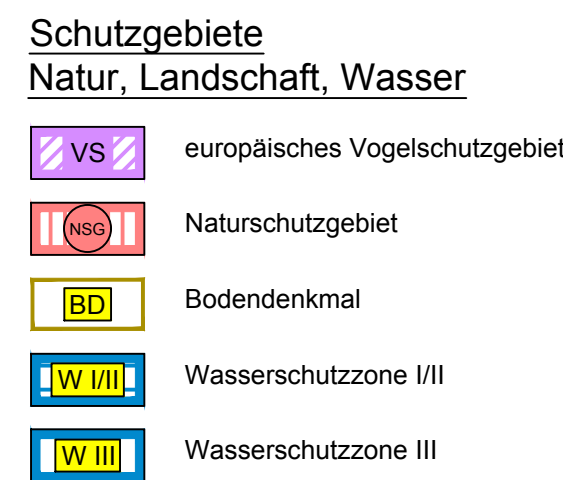 Schutzgebiete
Natur, Landschaft, Wasser
VS europäisches Vogelschutzgebiet
NSG Naturschutzgebiet
BD Bodendenkmal
W I/II Wasserschutzzone I/II
W III Wasserschutzzone III